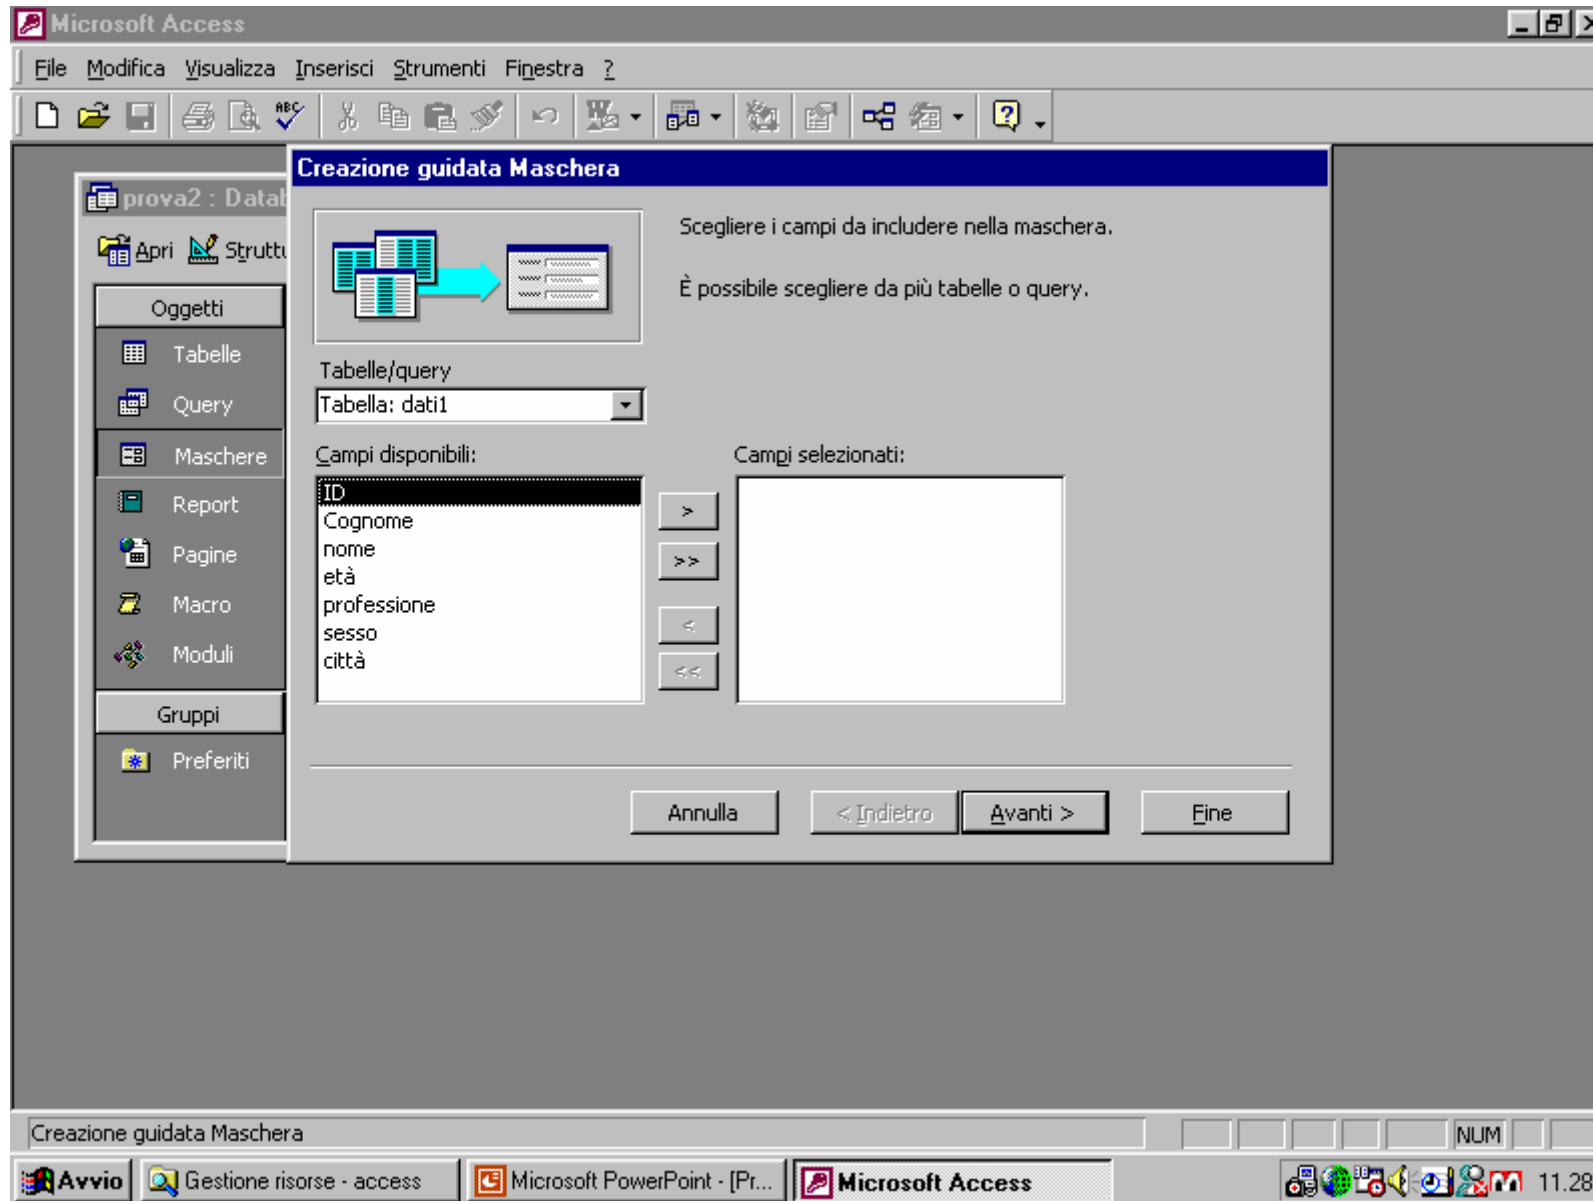 Microsoft Access
File Modifica Visualizza Inserisci Strumenti Finestra ?
ABC
Creazione guidata Maschera
prova2 : Datab
Apri Struttu
Oggetti
Tabelle
Query
Maschere
Report
Pagine
Macro
Moduli
Gruppi
Preferiti
Scegliere i campi da includere nella maschera.
È possibile scegliere da più tabelle o query.
Tabelle/query
Tabella: dati1
Campi disponibili:
ID
Cognome
nome
età
professione
sesso
città
>
>>
<
<<
Campi selezionati:
Annulla
< Indietro
Avanti >
Fine
Creazione guidata Maschera
NUM
Avvio
Gestione risorse - access
Microsoft PowerPoint - [Pr...
Microsoft Access
11.28